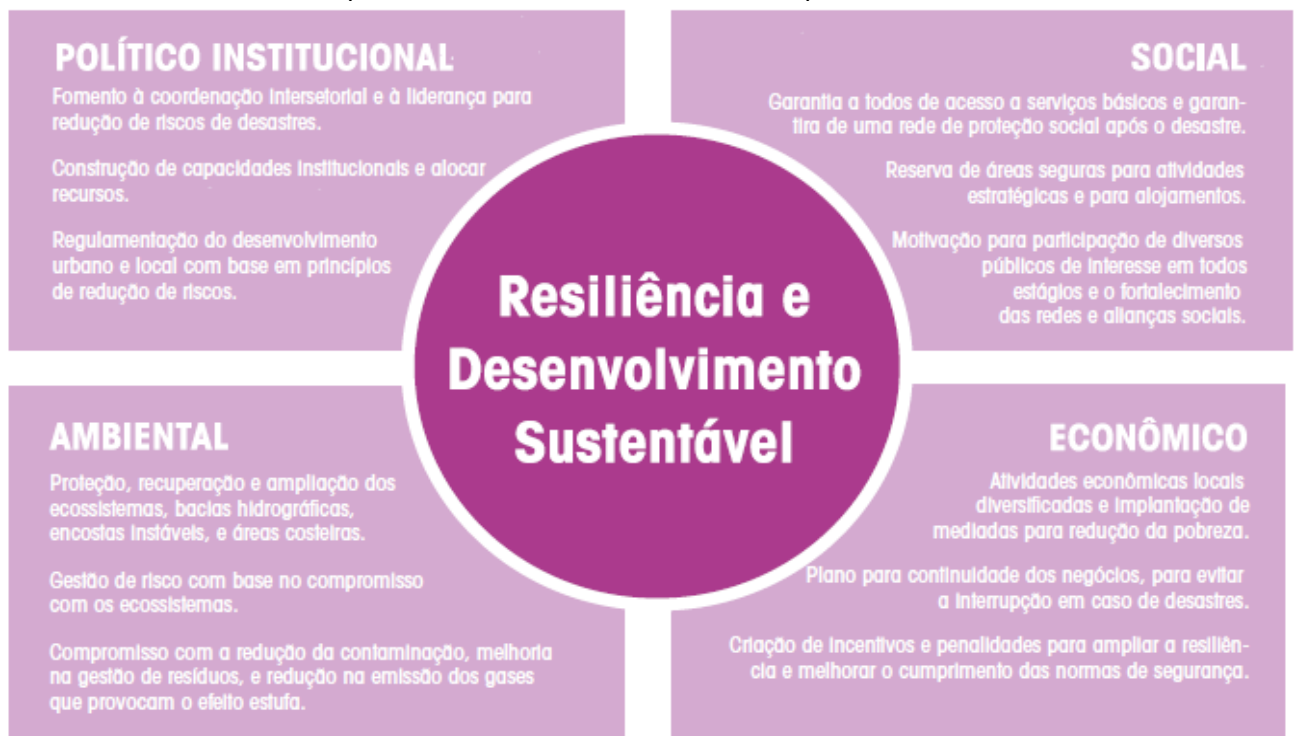 POLÍTICO INSTITUCIONAL
Fomento à coordenação intersetorial e à liderança para
redução de riscos de desastres.
Construção de capacidades institucionais e alocar
recursos.
Regulamentação do desenvolvimento
urbano e local com base em princípios
de redução de riscos.
SOCIAL
Garantia a todos de acesso a serviços básicos e garan-
tira de uma rede de proteção social após o desastre.
Reserva de áreas seguras para atividades
estratégicas e para alojamentos.
Motivação para participação de diversos
públicos de interesse em todos
estágios e o fortalecimento
das redes e alianças sociais.
Resiliência e
Desenvolvimento
Sustentável
AMBIENTAL
Proteção, recuperação e ampliação dos
ecossistemas, bacias hidrográficas,
encostas instáveis, e áreas costeiras.
Gestão de risco com base no compromisso
com os ecossistemas.
Compromisso com a redução da contaminação, melhoria
na gestão de resíduos, e redução na emissão dos gases
que provocam o efeito estufa.
ECONÔMICO
Atividades econômicas locais
diversificadas e implantação de
mediadas para redução da pobreza.
Plano para continuidade dos negócios, para evitar
a interrupção em caso de desastres.
Criação de incentivos e penalidades para ampliar a resiliên-
cia e melhorar o cumprimento das normas de segurança.